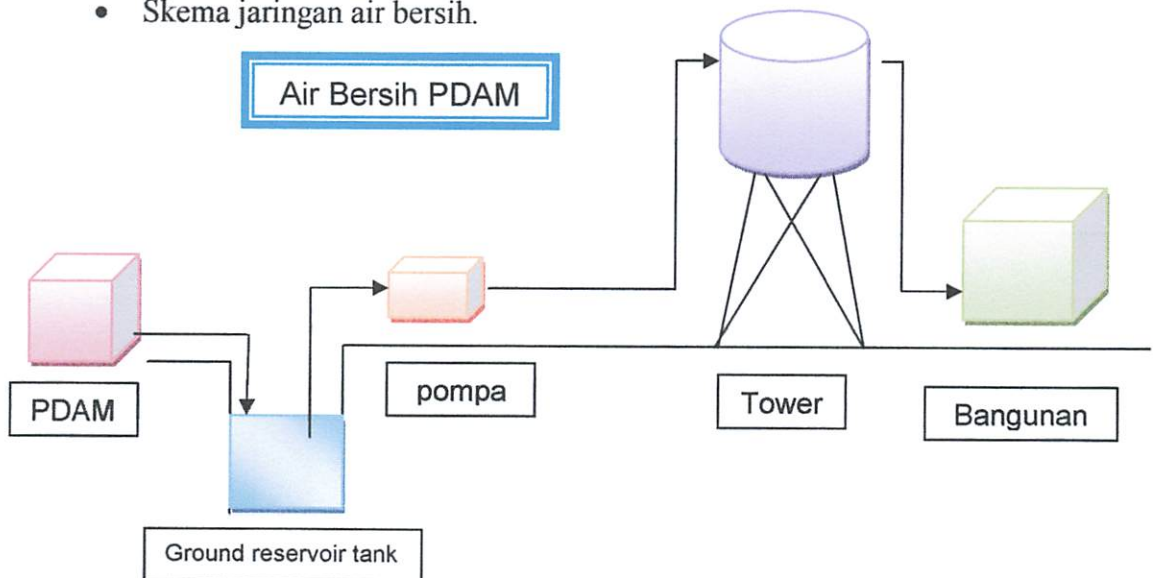 • Skema jaringan air bersih.
Air Bersih PDAM
PDAM
pompa
Tower
Bangunan
Ground reservoir tank